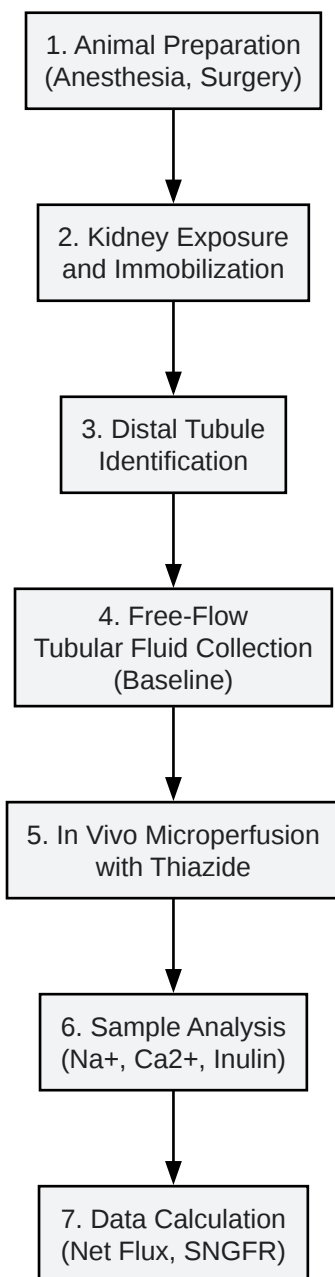 1. Animal Preparation
(Anesthesia, Surgery)
2. Kidney Exposure
and Immobilization
3. Distal Tubule
Identification
4. Free-Flow
Tubular Fluid Collection
(Baseline)
5. In Vivo Microperfusion
with Thiazide
6. Sample Analysis
(Na+, Ca2+, Inulin)
7. Data Calculation
(Net Flux, SNGFR)